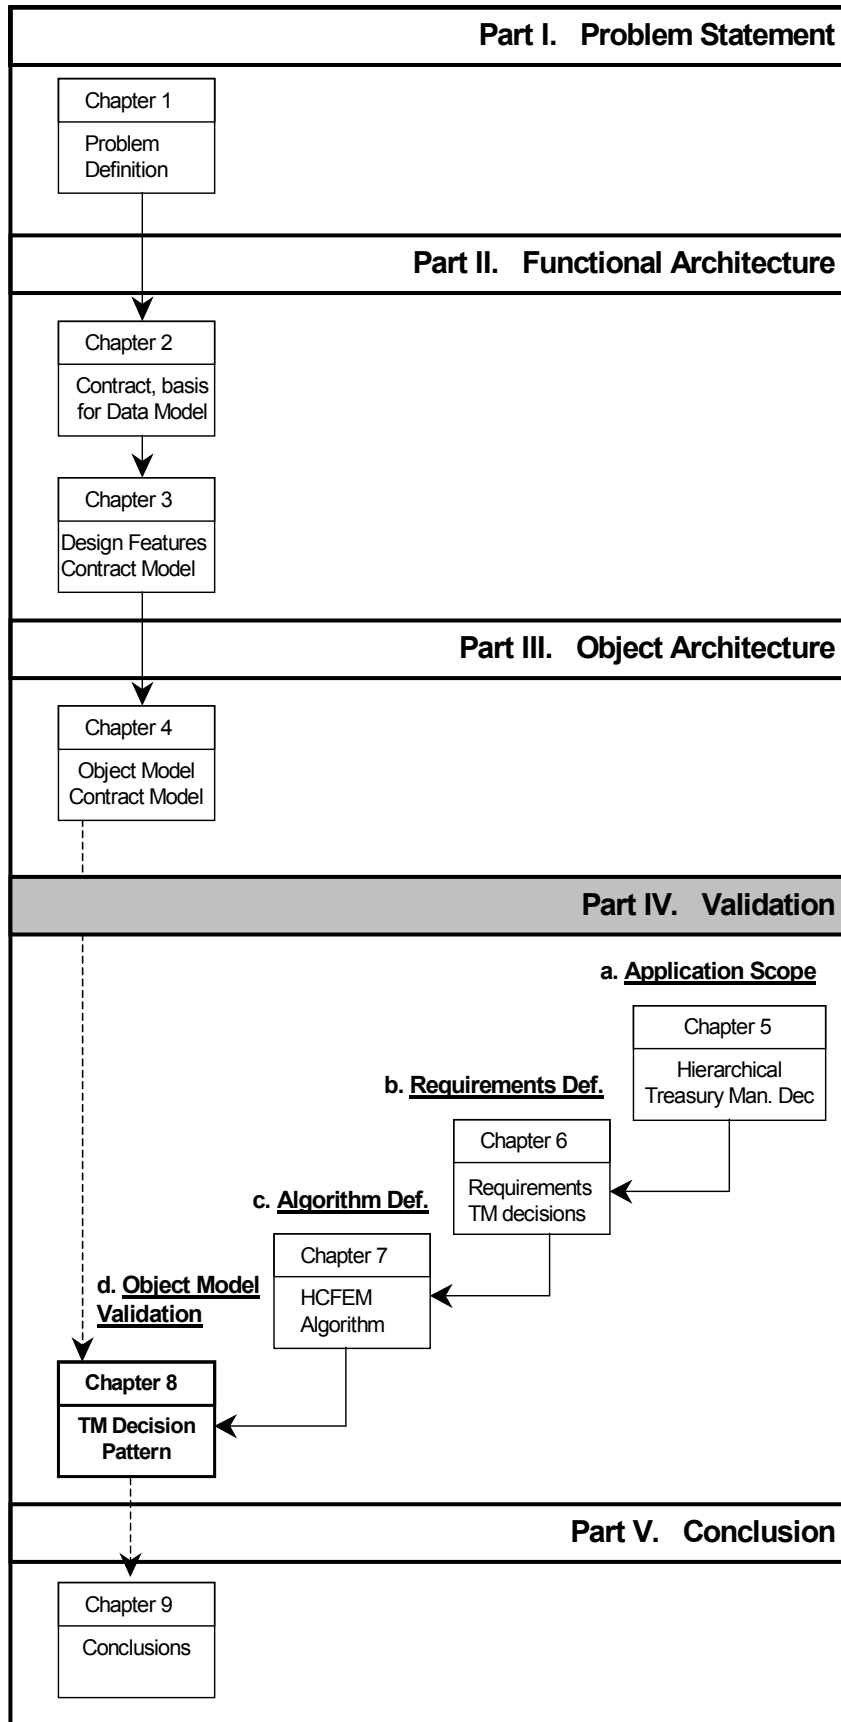 Part I. Problem Statement
Chapter 1
Problem
Definition
Part II. Functional Architecture
Chapter 2
Contract, basis
for Data Model
Chapter 3
Design Features
Contract Model
Part III. Object Architecture
Chapter 4
Object Model
Contract Model
Part IV. Validation
a. Application Scope
Chapter 5
Hierarchical
Treasury Man. Dec
b. Requirements Def.
Chapter 6
Requirements
TM decisions
c. Algorithm Def.
Chapter 7
HCFEM
Algorithm
d. Object Model
Validation
Chapter 8
TM Decision
Pattern
Part V. Conclusion
Chapter 9
Conclusions